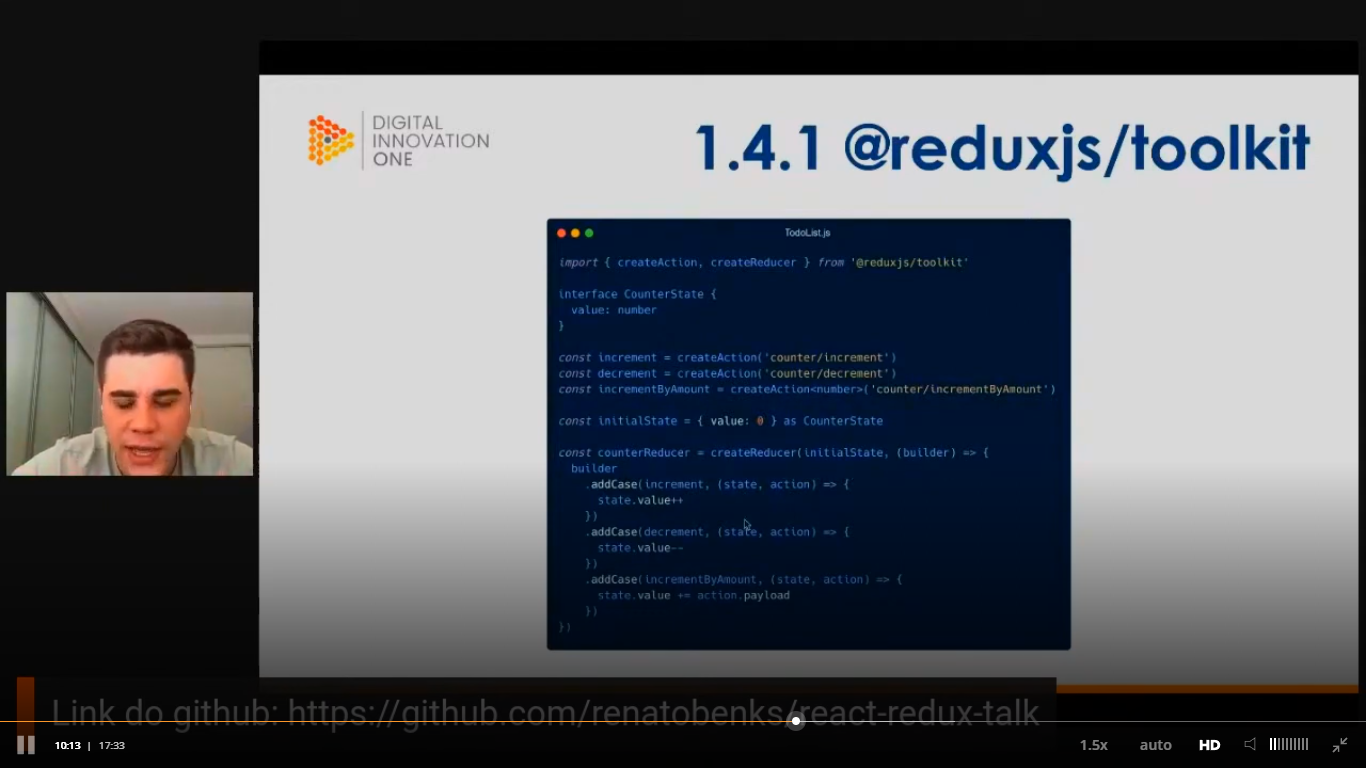 DIGITAL
INNOVATION
ONE
1.4.1 @reduxjs/toolkit
TodoList.js
import { createAction, createReducer } from '@reduxjs/toolkit'
interface CounterState {
value: number
}
const increment = createAction('counter/increment')
const decrement = createAction('counter/decrement')
const incrementByAmount = createAction<number>('counter/incrementByAmount')
const initialState = { value: 0 } as CounterState
const counterReducer = createReducer(initialState, (builder) => {
builder
.addCase(increment, (state, action) => {
state.value++
})
.addCase(decrement, (state, action) => {
state.value--
})
.addCase(incrementByAmount, (state, action) => {
state.value += action.payload
})
})
Link do github: https://github.com/renatobenks/react-redux-talk
10:13 | 17:33
1.5x
auto
HD